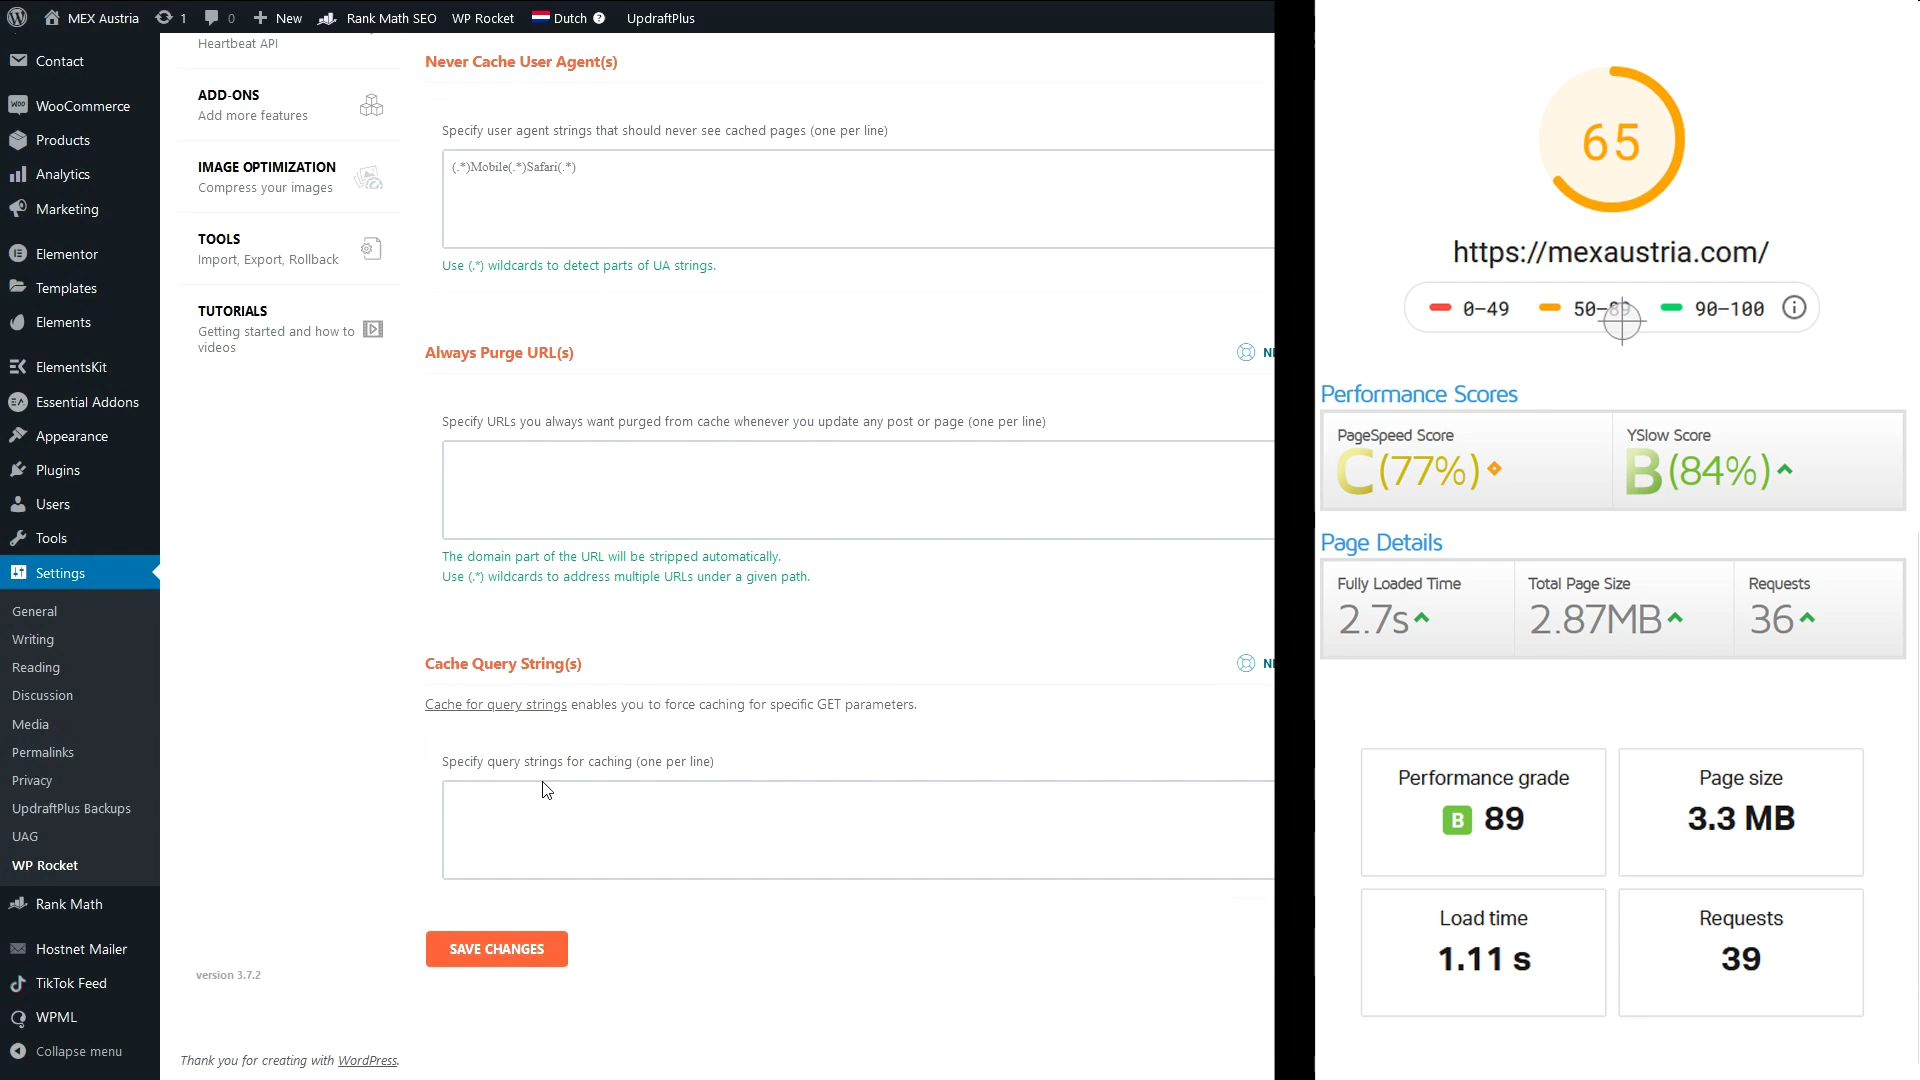 MEX Austria
1
0
New
Rank Math SEO
WP Rocket
Dutch
UpdraftPlus
Contact
WooCommerce
Products
Analytics
Marketing
Elementor
Templates
Elements
ElementsKit
Essential Addons
Appearance
Plugins
Users
Tools
Settings
General
Writing
Reading
Discussion
Media
Permalinks
Privacy
UpdraftPlus Backups
UAG
WP Rocket
Rank Math
Hostnet Mailer
TikTok Feed
WPML
Collapse menu
Heartbeat API
ADD-ONS
Add more features
IMAGE OPTIMIZATION
Compress your images
TOOLS
Import, Export, Rollback
TUTORIALS
Getting started and how to
videos
version 3.7.2
Never Cache User Agent(s)
Specify user agent strings that should never see cached pages (one per line)
(.*)Mobile(.*)Safari(.*)
Use (.*) wildcards to detect parts of UA strings.
Always Purge URL(s)
Specify URLs you always want purged from cache whenever you update any post or page (one per line)
The domain part of the URL will be stripped automatically.
Use (.*) wildcards to address multiple URLs under a given path.
Cache Query String(s)
Cache for query strings enables you to force caching for specific GET parameters.
Specify query strings for caching (one per line)
SAVE CHANGES
Thank you for creating with WordPress.
65
https://mexaustria.com/
0–49 50–89 90–100
Performance Scores
PageSpeed Score
C(77%)
YSlow Score
B(84%)
Page Details
Fully Loaded Time
2.7s
Total Page Size
2.87MB
Requests
36
Performance grade
B 89
Page size
3.3 MB
Load time
1.11 s
Requests
39